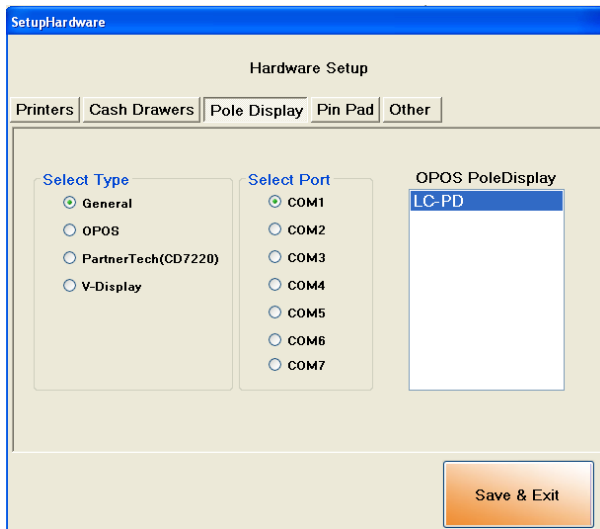 SetupHardware
Hardware Setup
Printers Cash Drawers Pole Display Pin Pad Other
Select Type
General
OPOS
PartnerTech(CD7220)
V-Display
Select Port
COM1
COM2
COM3
COM4
COM5
COM6
COM7
OPOS PoleDisplay
LC-PD
Save & Exit